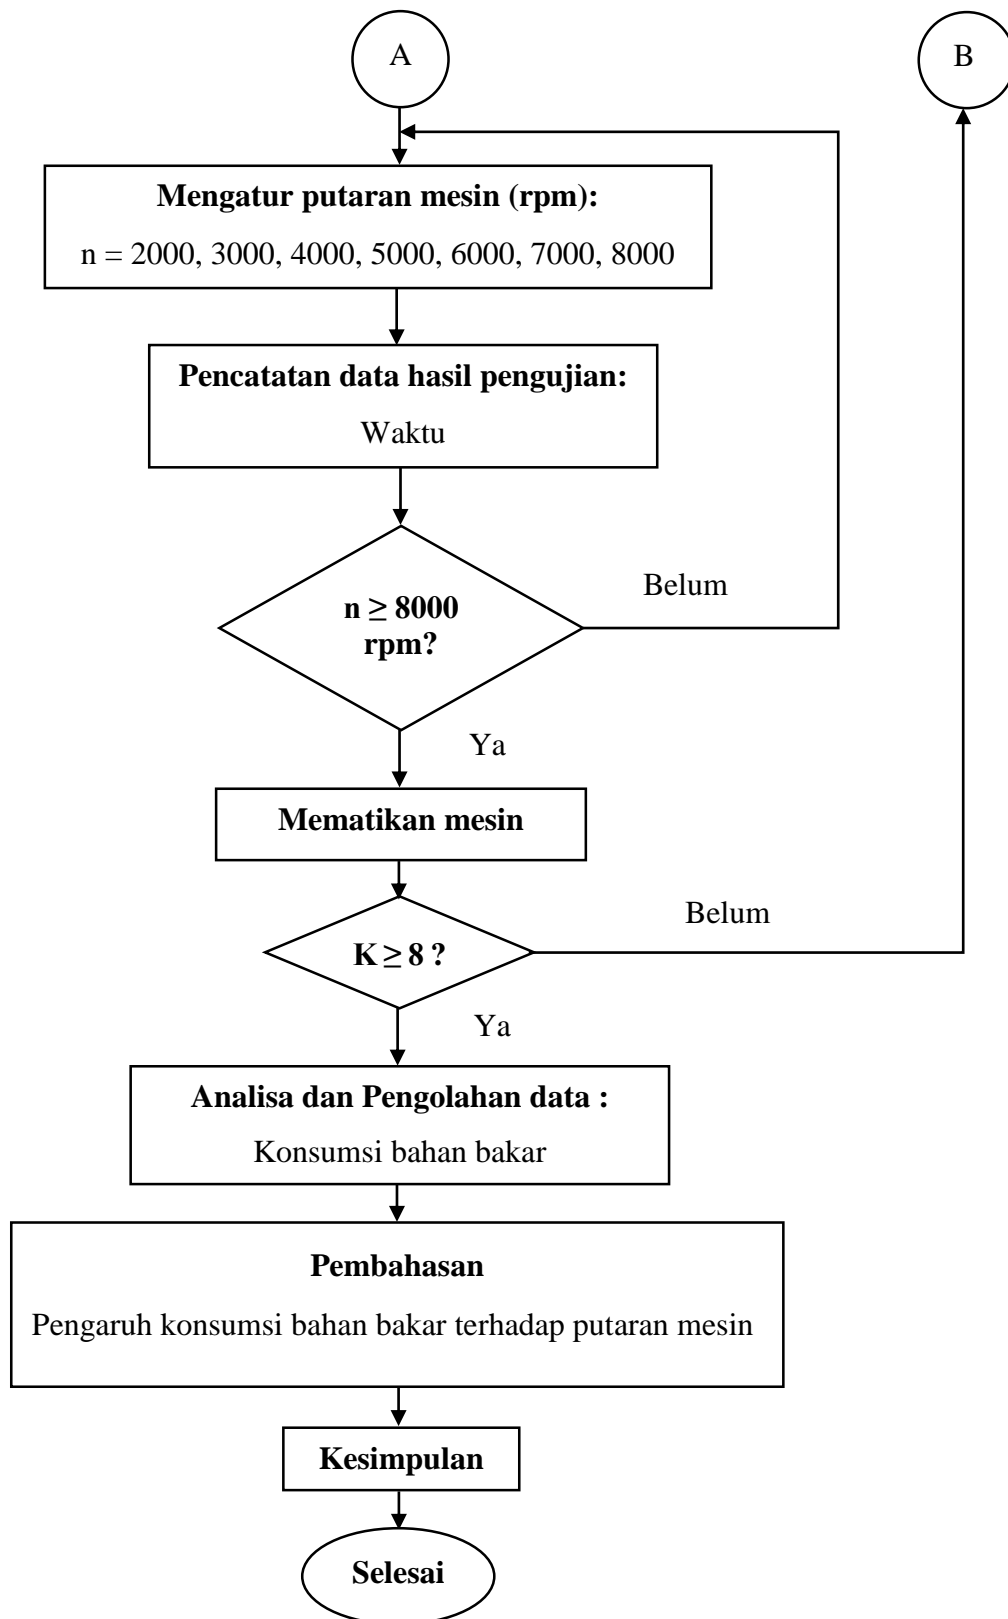 A
B
Mengatur putaran mesin (rpm):
n = 2000, 3000, 4000, 5000, 6000, 7000, 8000
Pencatatan data hasil pengujian:
Waktu
n ≥ 8000
rpm?
Belum
Ya
Mematikan mesin
K ≥ 8 ?
Belum
Ya
Analisa dan Pengolahan data :
Konsumsi bahan bakar
Pembahasan
Pengaruh konsumsi bahan bakar terhadap putaran mesin
Kesimpulan
Selesai